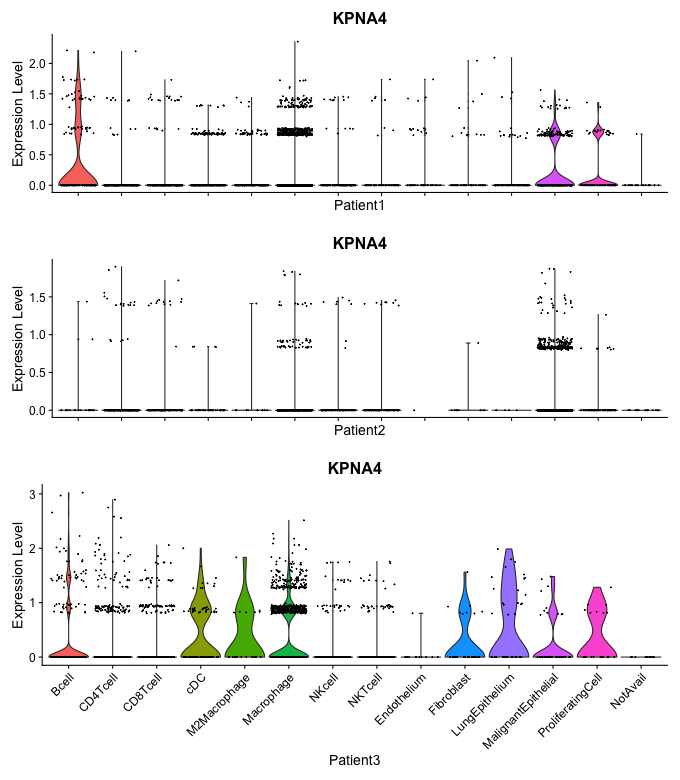 KPNA4
Expression Level
2.0
1.5
1.0
0.5
0.0
Patient1
KPNA4
Expression Level
1.5
1.0
0.5
0.0
Patient2
KPNA4
Expression Level
3
2
1
0
Bcell
CD4Tcell
CD8Tcell
cDC
M2Macrophage
Macrophage
NKcell
NKTcell
Endothelium
Fibroblast
LungEpithelium
MalignantEpithelial
ProliferatingCell
NotAvail
Patient3